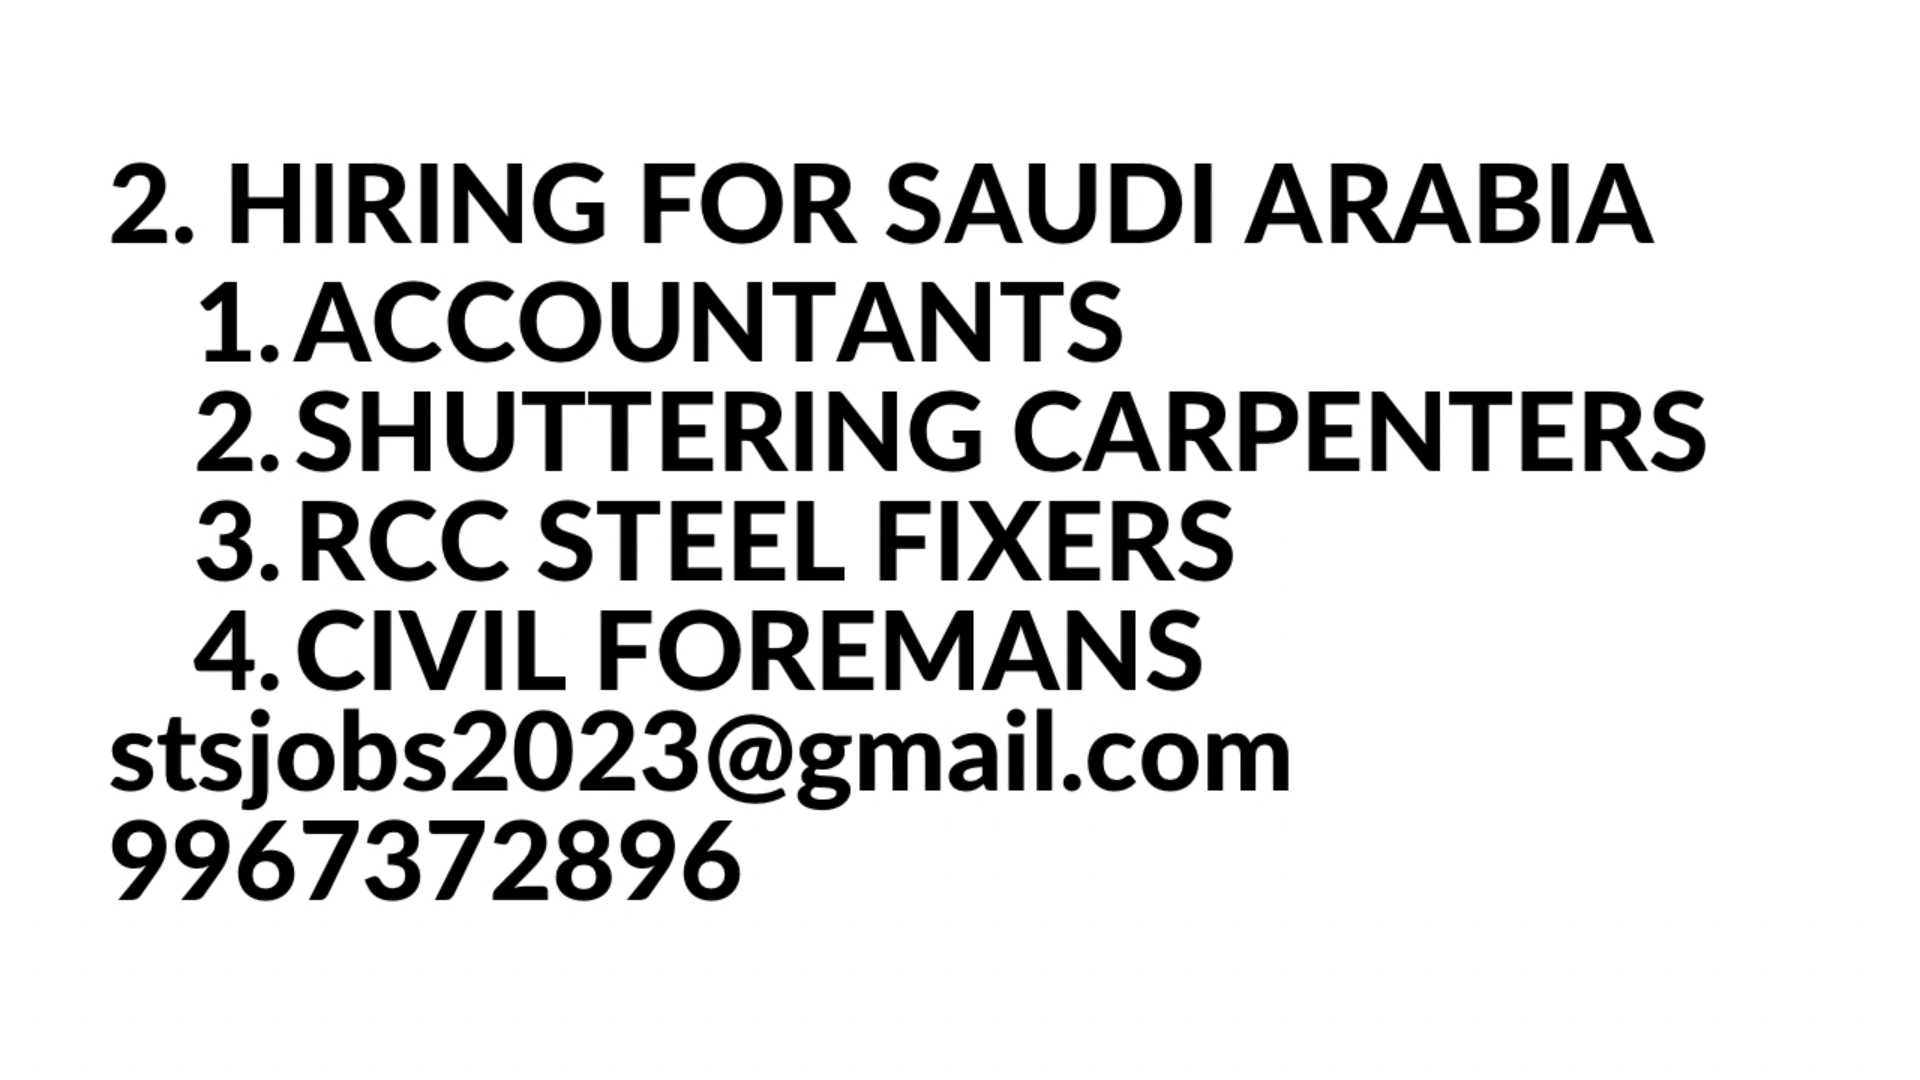 2. HIRING FOR SAUDI ARABIA
1. ACCOUNTANTS
2. SHUTTERING CARPENTERS
3. RCC STEEL FIXERS
4. CIVIL FOREMANS
stsjobs2023@gmail.com
9967372896